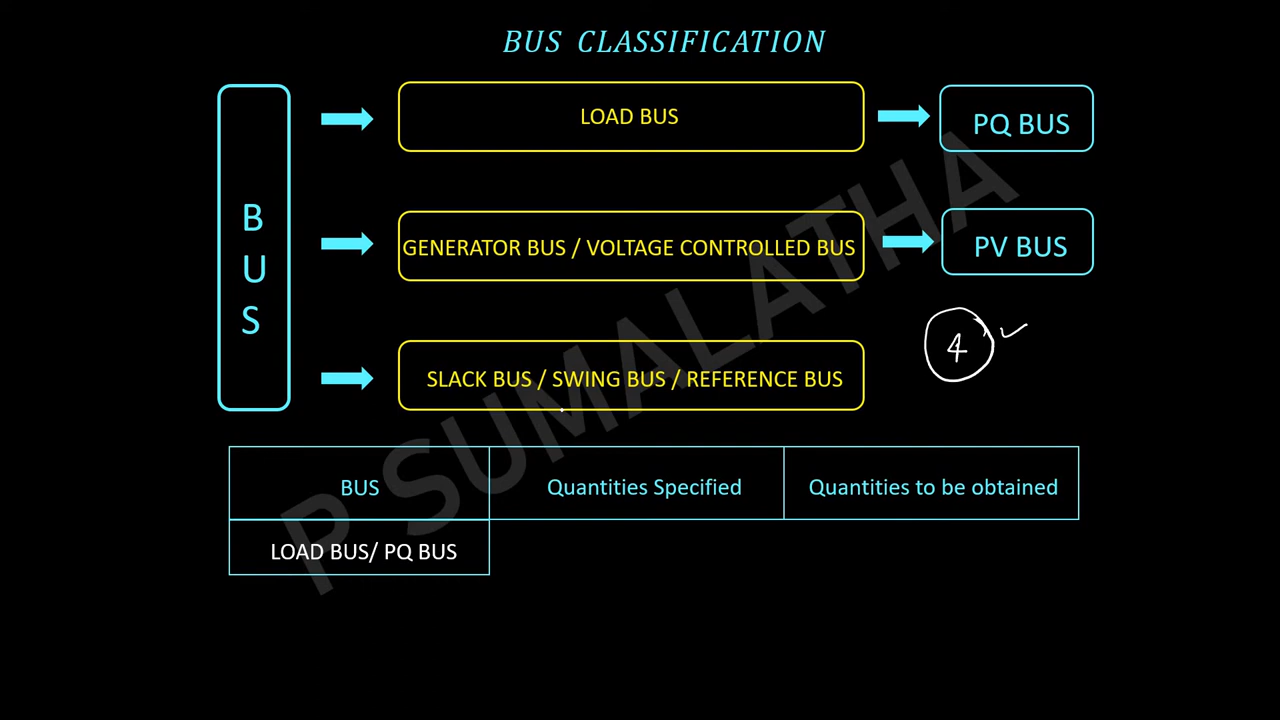 BUS CLASSIFICATION
B
U
S
LOAD BUS
PQ BUS
GENERATOR BUS / VOLTAGE CONTROLLED BUS
PV BUS
4
SLACK BUS / SWING BUS / REFERENCE BUS
P SUMALATHA
BUS
Quantities Specified
Quantities to be obtained
LOAD BUS/ PQ BUS